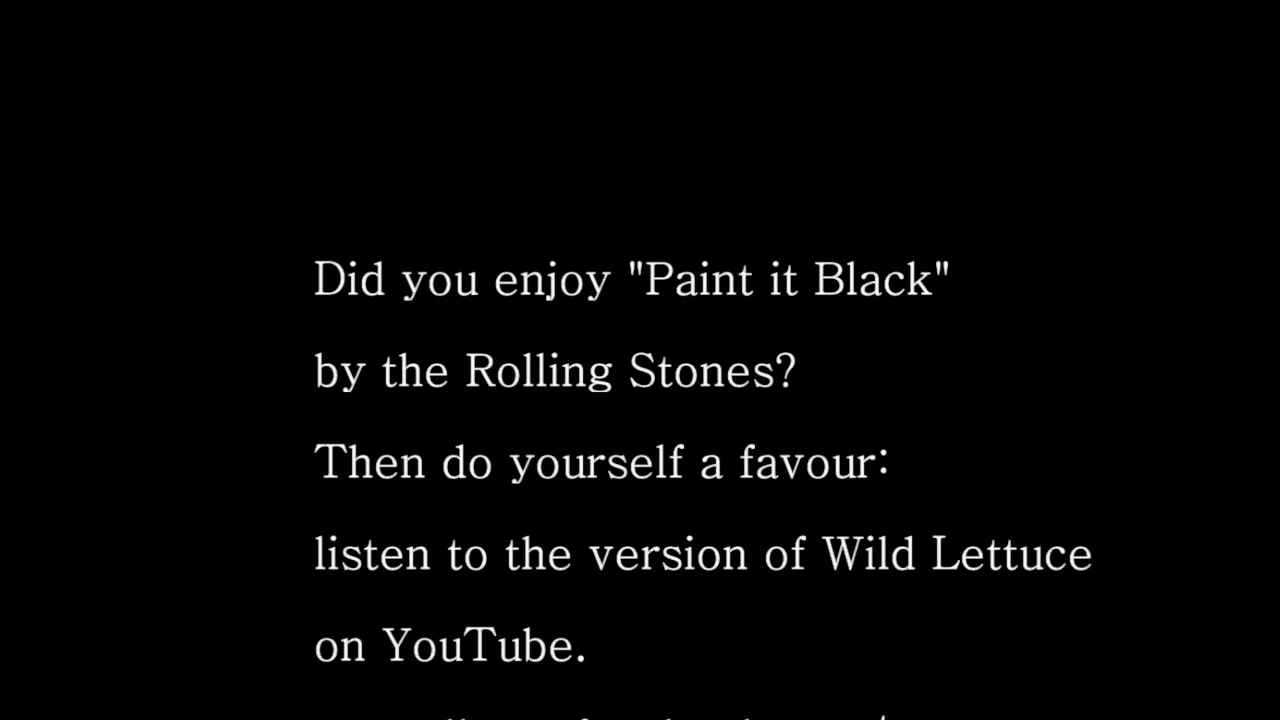 Did you enjoy "Paint it Black"
by the Rolling Stones?
Then do yourself a favour:
listen to the version of Wild Lettuce
on YouTube.